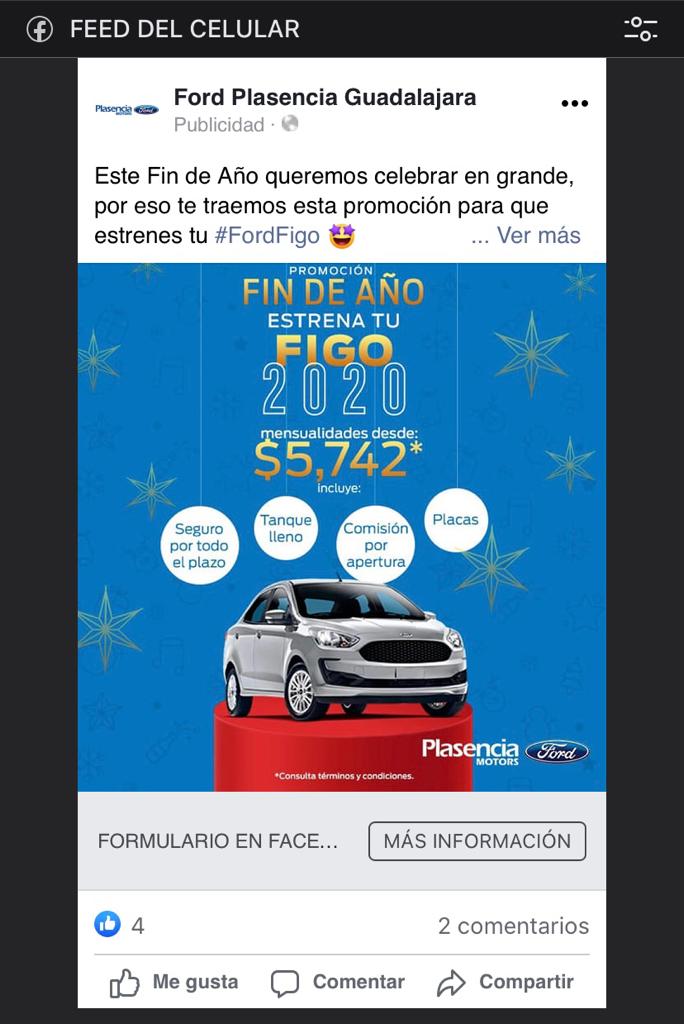 FEED DEL CELULAR
Plasencia MOTORS Ford
Ford Plasencia Guadalajara
Publicidad ·
Este Fin de Año queremos celebrar en grande,
por eso te traemos esta promoción para que
estrenes tu #FordFigo 🤩 ... Ver más
PROMOCIÓN
FIN DE AÑO
ESTRENA TU
FIGO
2020
mensualidades desde:
$5,742*
incluye:
Seguro
por todo
el plazo
Tanque
lleno
Comisión
por
apertura
Placas
Plasencia
MOTORS
Ford
*Consulta términos y condiciones.
FORMULARIO EN FACE...
MÁS INFORMACIÓN
4
2 comentarios
Me gusta
Comentar
Compartir